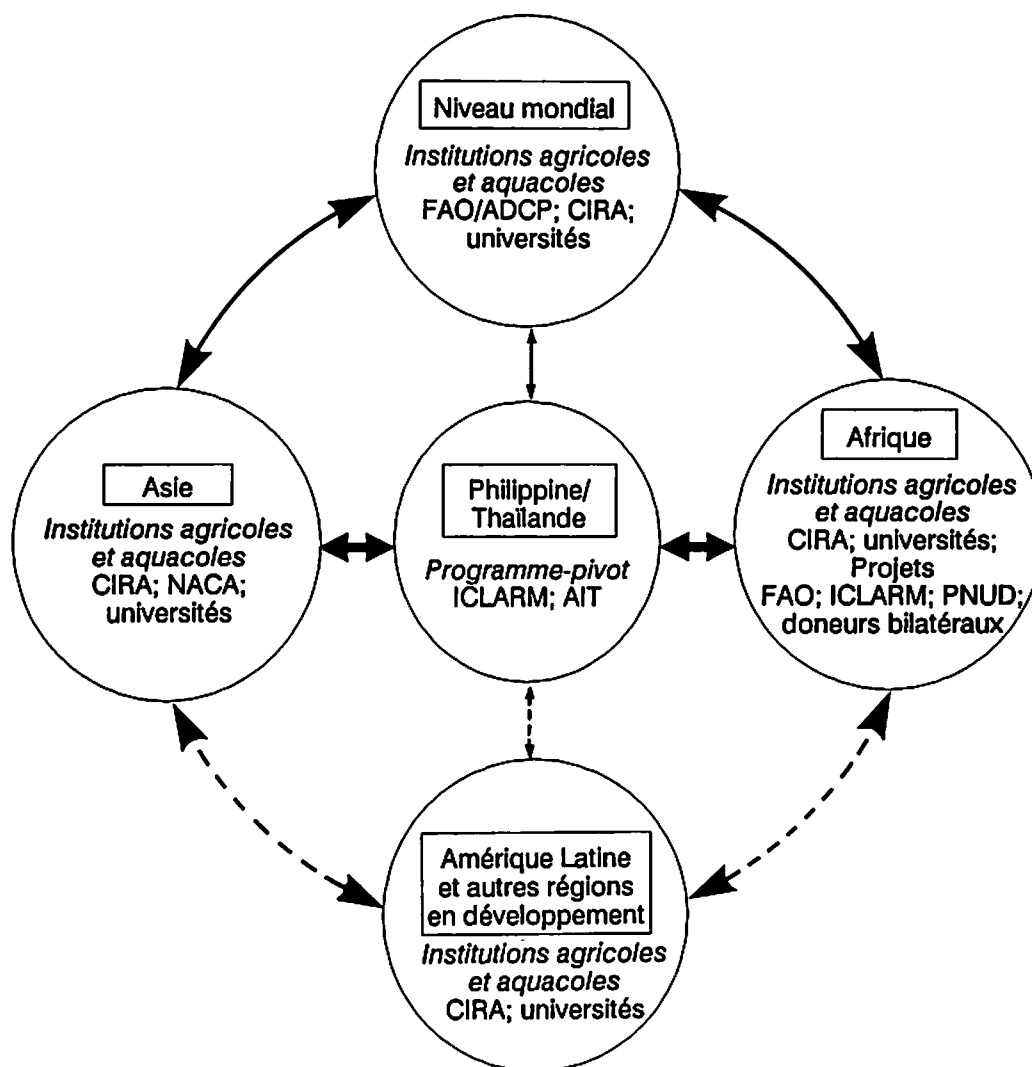 Niveau mondial
Institutions agricoles
et aquacoles
FAO/ADCP; CIRA;
universités
Asie
Institutions agricoles
et aquacoles
CIRA; NACA;
universités
Philippine/
Thaïlande
Programme-pivot
ICLARM; AIT
Afrique
Institutions agricoles
et aquacoles
CIRA; universités;
Projets
FAO; ICLARM; PNUD;
doneurs bilatéraux
Amérique Latine
et autres régions
en développement
Institutions agricoles
et aquacoles
CIRA; universités